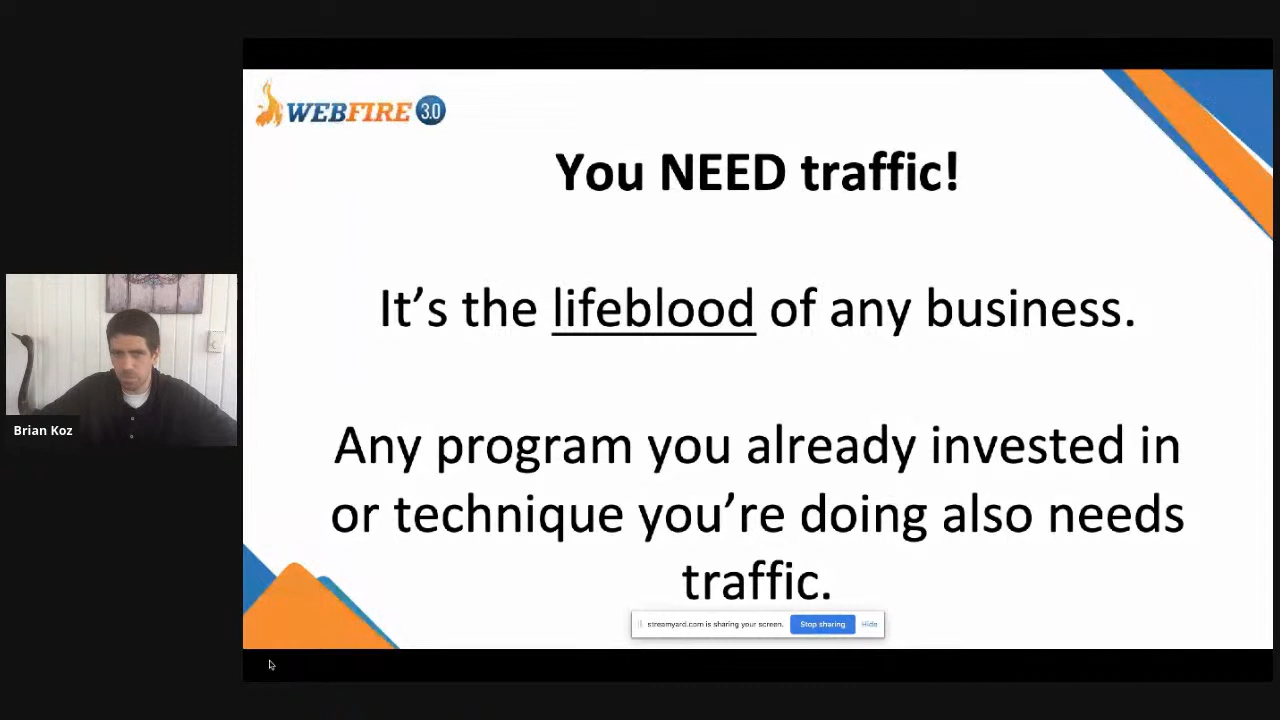 WEBFIRE 3.0
You NEED traffic!
It's the lifeblood of any business.
Any program you already invested in
or technique you're doing also needs
traffic.
streamyard.com is sharing your screen. Stop sharing Hide
Brian Koz